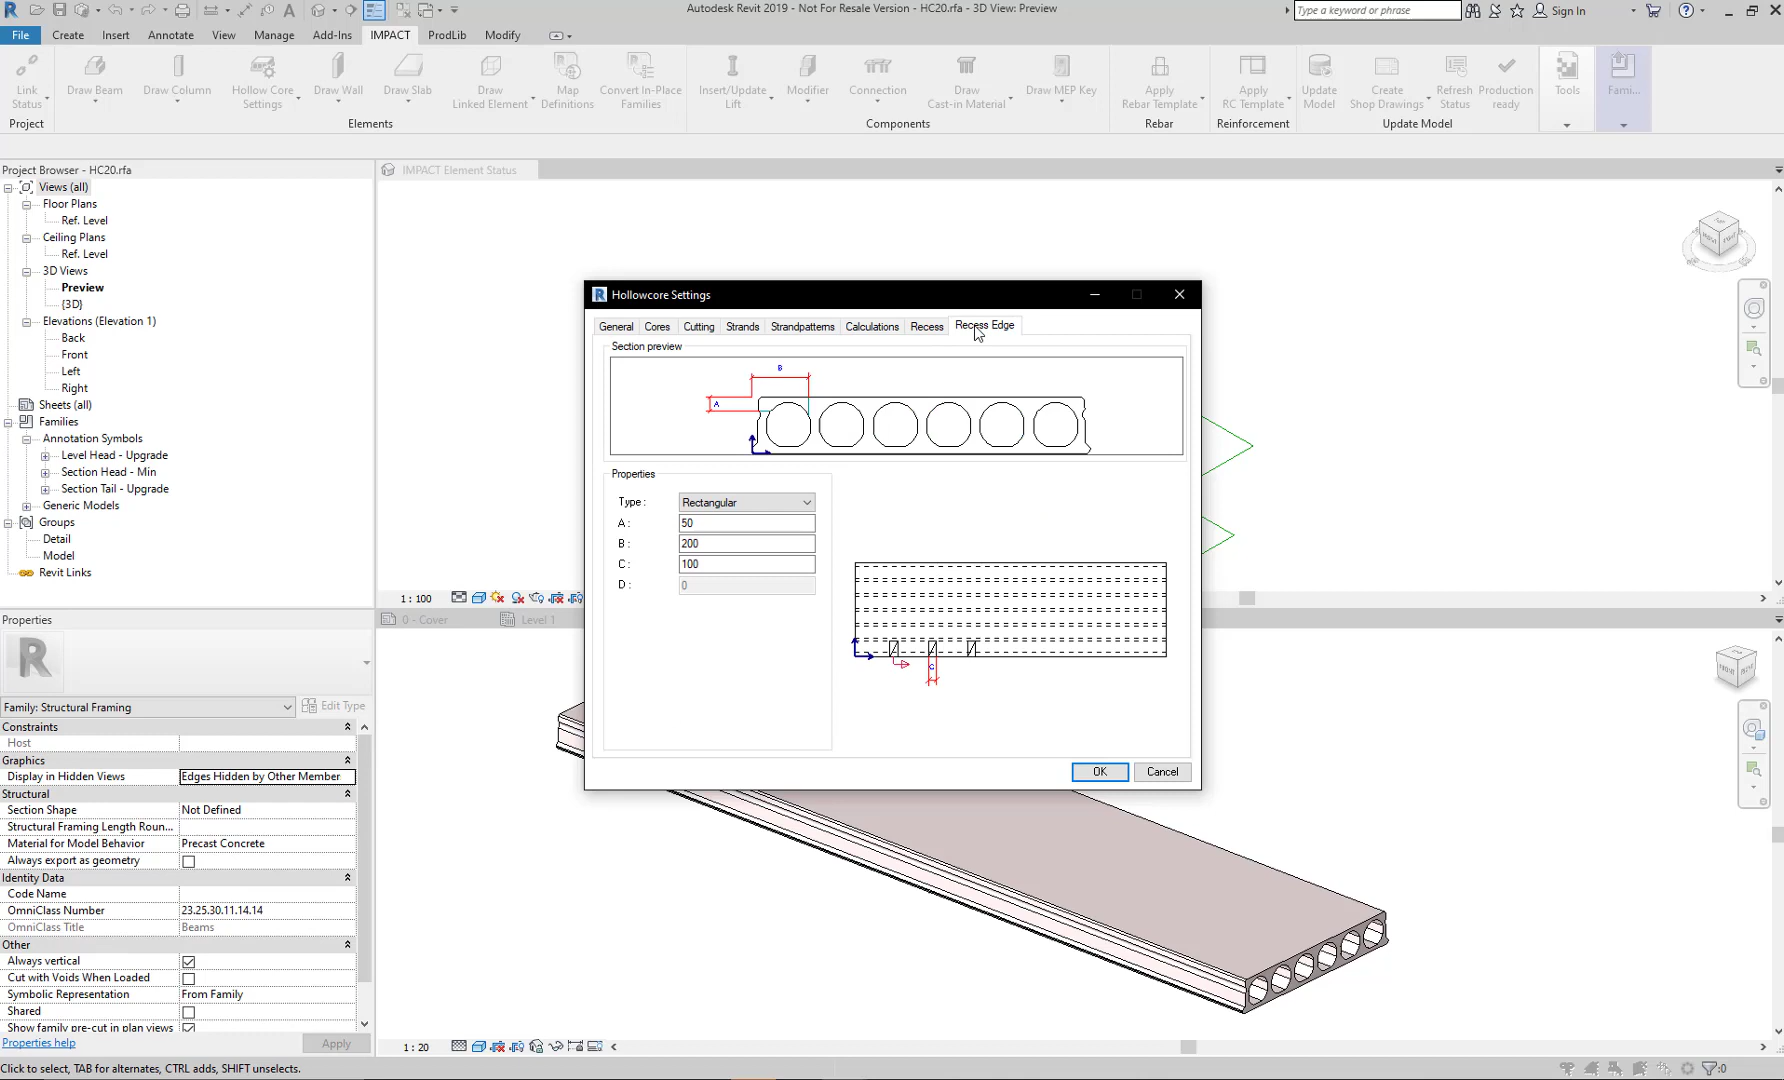 Autodesk Revit 2019 - Not For Resale Version - HC20.rfa - 3D View: Preview
Type a keyword or phrase
Sign In
File Create Insert Annotate View Manage Add-Ins IMPACT ProdLib Modify
Link Status
Draw Beam
Draw Column
Hollow Core Settings
Draw Wall
Draw Slab
Draw Linked Element
Map Definitions
Convert In-Place Families
Insert/Update Lift
Modifier
Connection
Draw Cast-in Material
Draw MEP Key
Apply Rebar Template
Apply RC Template
Update Model
Create Shop Drawings
Refresh Status
Production ready
Tools
Fami...
Project Elements Components Rebar Reinforcement Update Model
Project Browser - HC20.rfa
IMPACT Element Status
Views (all)
Floor Plans
Ref. Level
Ceiling Plans
Ref. Level
3D Views
Preview
{3D}
Elevations (Elevation 1)
Back
Front
Left
Right
Sheets (all)
Families
Annotation Symbols
Level Head - Upgrade
Section Head - Min
Section Tail - Upgrade
Generic Models
Groups
Detail
Model
Revit Links
1 : 100
Hollowcore Settings
General Cores Cutting Strands Strandpatterns Calculations Recess Recess Edge
Section preview
B
A
Properties
Type : Rectangular
A : 50
B : 200
C : 100
D : 0
C
OK Cancel
FRONT
0 - Cover Level 1
Properties
R
Family: Structural Framing
Edit Type
Constraints
Host
Graphics
Display in Hidden Views Edges Hidden by Other Member
Structural
Section Shape Not Defined
Structural Framing Length Roun...
Material for Model Behavior Precast Concrete
Always export as geometry
Identity Data
Code Name
OmniClass Number 23.25.30.11.14.14
OmniClass Title Beams
Other
Always vertical
Cut with Voids When Loaded
Symbolic Representation From Family
Shared
Show family pre-cut in plan views
Properties help
Apply
1 : 20
Click to select, TAB for alternates, CTRL adds, SHIFT unselects.
:0